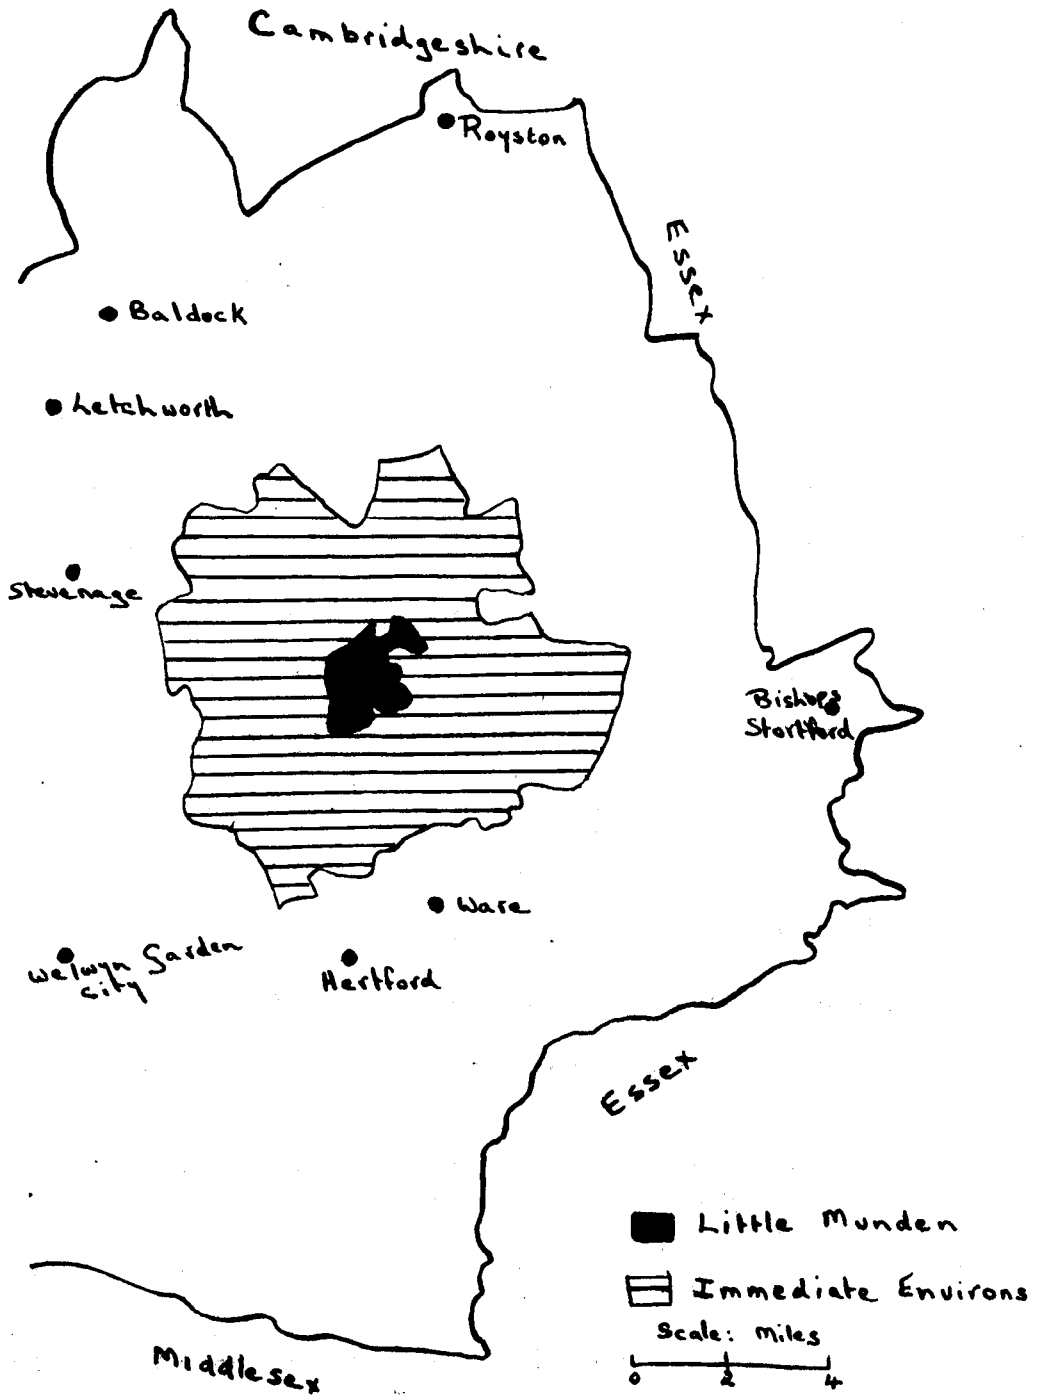 Cambridgeshire
Royston
Essex
Baldock
Letchworth
Stevenage
Bishops
Stortford
Ware
Welwyn Garden
City
Hertford
Essex
Little Munden
Immediate Environs
Scale: Miles
0 2 4
Middlesex